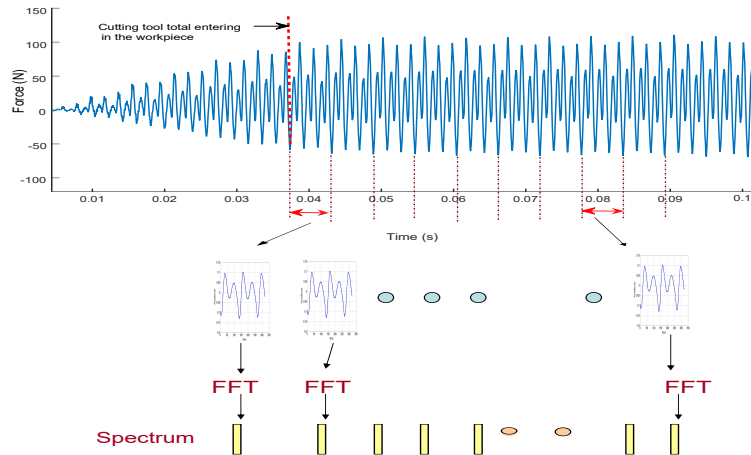 Cutting tool total entering
in the workpiece
150
100
50
0
-50
-100
Force (N)
0.01
0.02
0.03
0.04
0.05
0.06
0.07
0.08
0.09
0.1
Time (s)
FFT
FFT
FFT
Spectrum